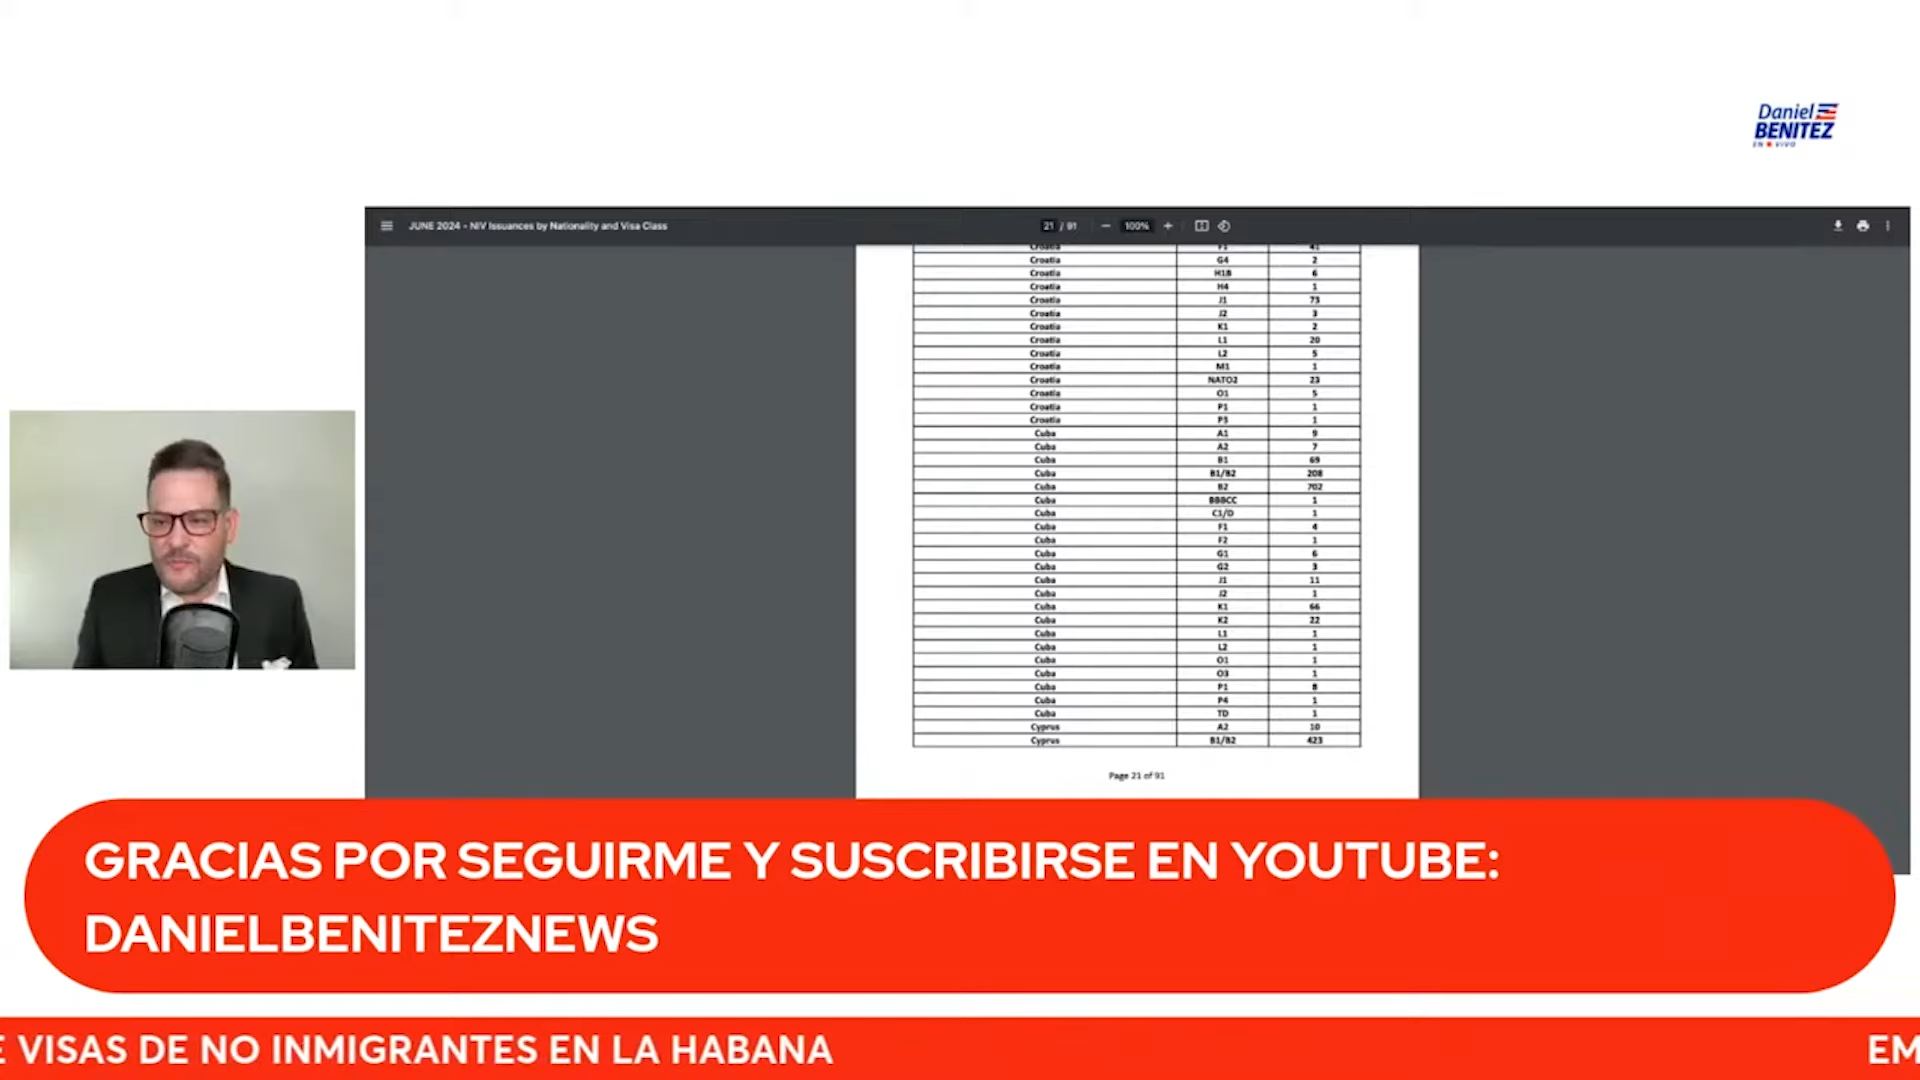 Daniel
BENITEZ
EN VIVO
JUNE 2024 - NIV Issuances by Nationality and Visa Class
21 / 91
100%
Croatia F1 41
Croatia G4 2
Croatia H1B 6
Croatia H4 1
Croatia J1 73
Croatia J2 3
Croatia K1 2
Croatia L1 20
Croatia L2 5
Croatia M1 1
Croatia NATO2 23
Croatia O1 5
Croatia P1 1
Croatia P3 1
Cuba A1 9
Cuba A2 7
Cuba B1 69
Cuba B1/B2 208
Cuba B2 702
Cuba BBBCC 1
Cuba C1/D 1
Cuba F1 4
Cuba F2 1
Cuba G1 6
Cuba G2 3
Cuba J1 11
Cuba J2 1
Cuba K1 66
Cuba K2 22
Cuba L1 1
Cuba L2 1
Cuba O1 1
Cuba O3 1
Cuba P1 8
Cuba P4 1
Cuba TD 1
Cyprus A2 10
Cyprus B1/B2 423
Page 21 of 91
GRACIAS POR SEGUIRME Y SUSCRIBIRSE EN YOUTUBE:
DANIELBENITEZNEWS
E VISAS DE NO INMIGRANTES EN LA HABANA EM